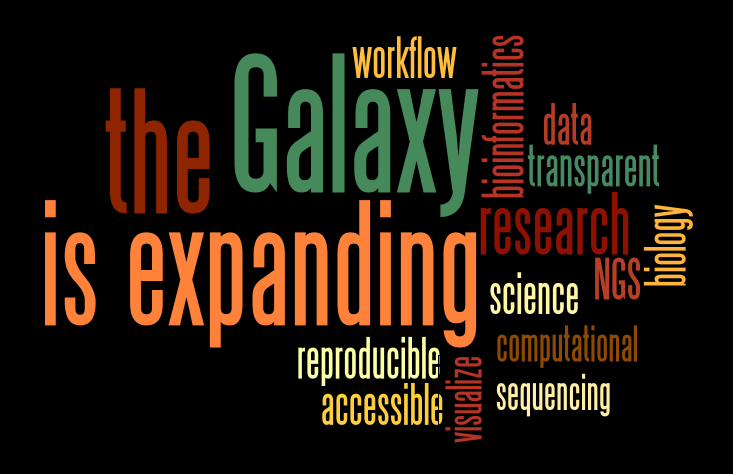 workflow
the Galaxy
is expanding
bioinformatics
data
transparent
research
biology
NGS
science
computational
reproducible
visualize
sequencing
accessible